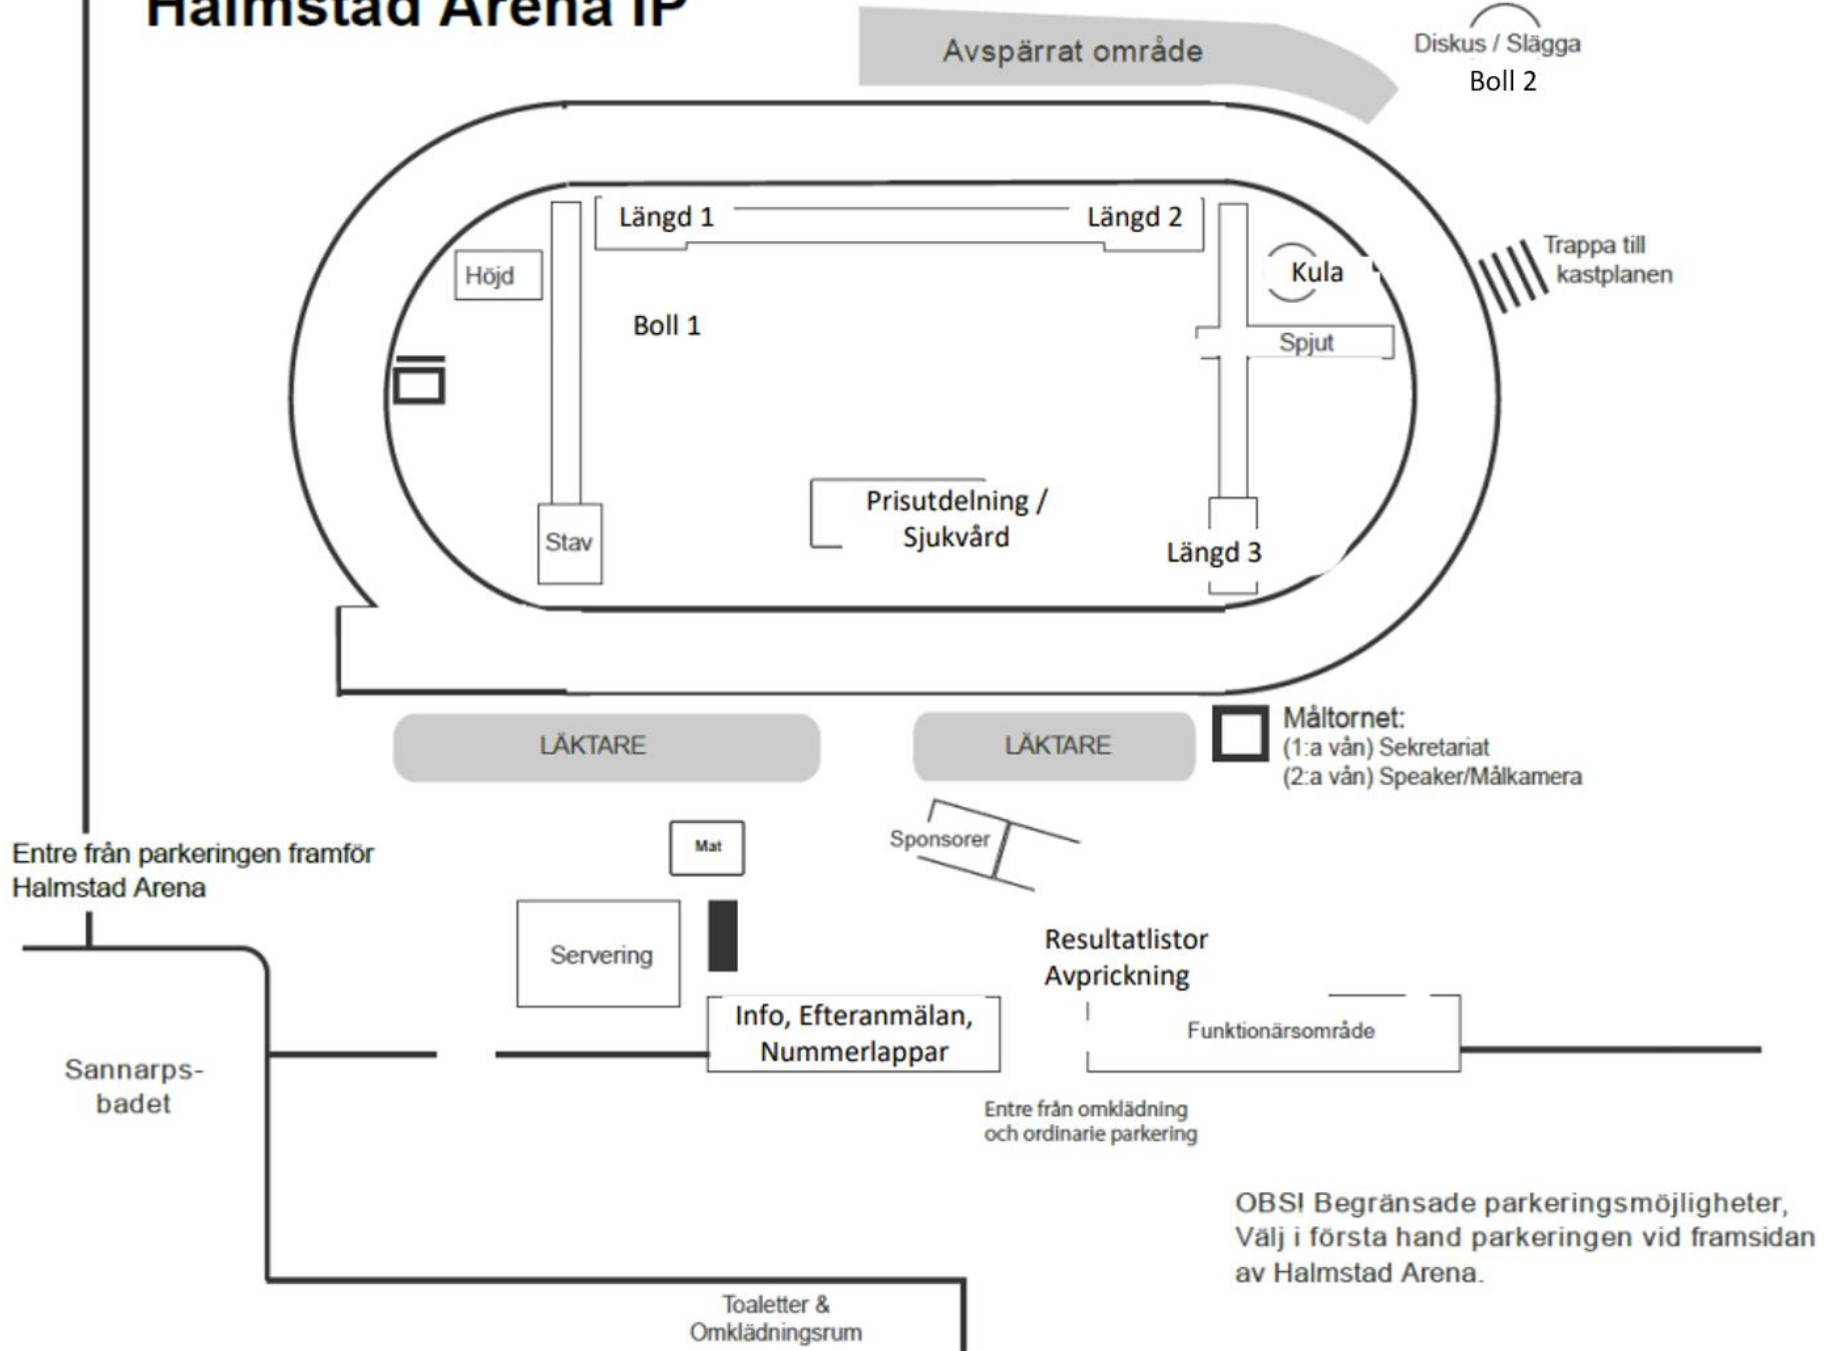 Halmstad Arena IP
Avspärrat område
Diskus / Slägga
Boll 2
Längd 1
Längd 2
Höjd
Kula
Trappa till
kastplanen
Boll 1
Spjut
Prisutdelning /
Sjukvård
Stav
Längd 3
LÄKTARE
LÄKTARE
Måltornet:
(1:a vån) Sekretariat
(2:a vån) Speaker/Målkamera
Mat
Sponsorer
Entre från parkeringen framför
Halmstad Arena
Servering
Resultatlistor
Avprickning
Info, Efteranmälan,
Nummerlappar
Funktionärsområde
Sannarps-
badet
Entre från omklädning
och ordinarie parkering
OBS! Begränsade parkeringsmöjligheter,
Välj i första hand parkeringen vid framsidan
av Halmstad Arena.
Toaletter &
Omklädningsrum